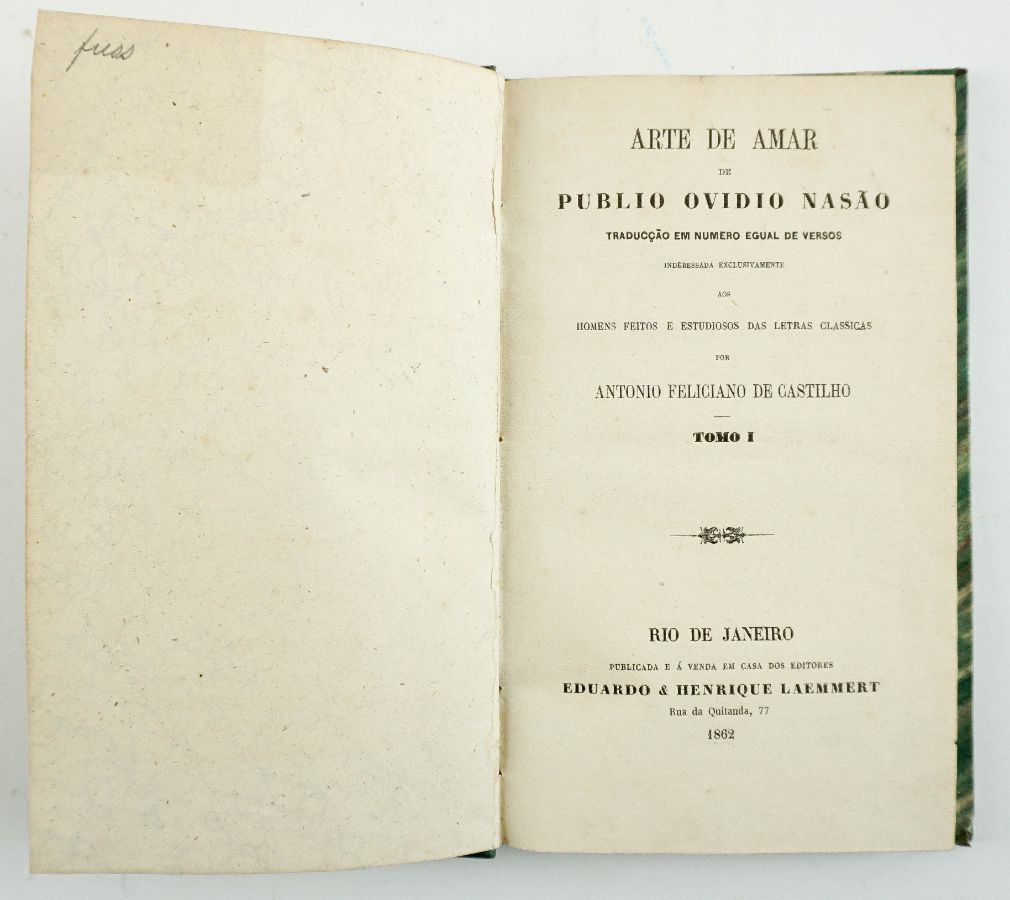 fuas
ARTE DE AMAR
DE
PUBLIO OVIDIO NASÃO
TRADUCÇÃO EM NUMERO EGUAL DE VERSOS
INDERESSADA EXCLUSIVAMENTE
AOS
HOMENS FEITOS E ESTUDIOSOS DAS LETRAS CLASSICAS
POR
ANTONIO FELICIANO DE CASTILHO
TOMO I
RIO DE JANEIRO
PUBLICADA E Á VENDA EM CASA DOS EDITORES
EDUARDO & HENRIQUE LAEMMERT
Rua da Quitanda, 77
1862